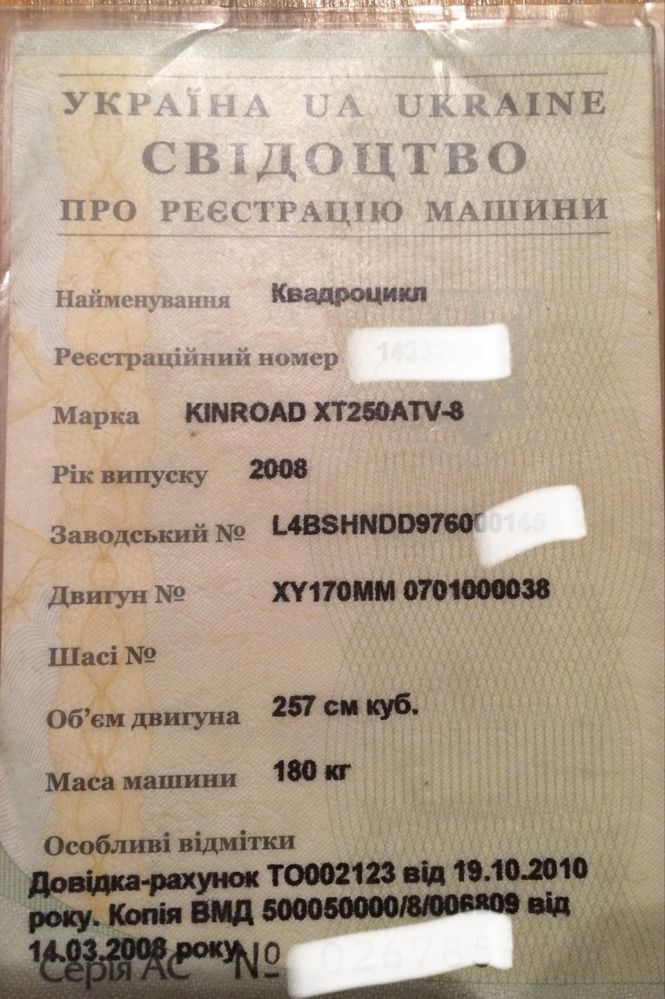 УКРАЇНА UA UKRAINE
СВІДОЦТВО
ПРО РЕЄСТРАЦІЮ МАШИНИ
Найменування Квадроцикл
Реєстраційний номер
Марка KINROAD XT250ATV-8
Рік випуску 2008
Заводський №
Двигун № XY170MM 0701000038
Шасі №
Об'єм двигуна 257 см куб.
Маса машини 180 кг
Особливі відмітки
Довідка-рахунок ТО002123 від 19.10.2010
року. Копія ВМД 500050000/8/006809 від
14.03.2008 року
Серія АС №